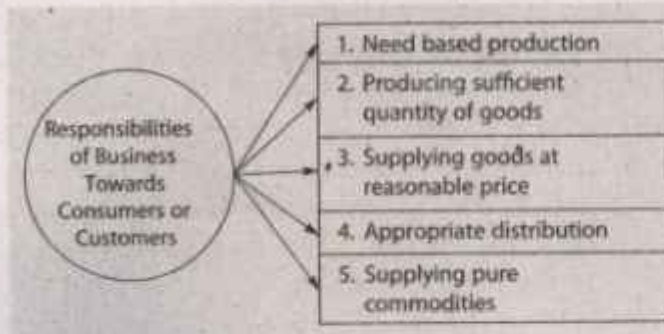 Responsibilities
of Business
Towards
Consumers or
Customers
1. Need based production
2. Producing sufficient
quantity of goods
3. Supplying goods at
reasonable price
4. Appropriate distribution
5. Supplying pure
commodities